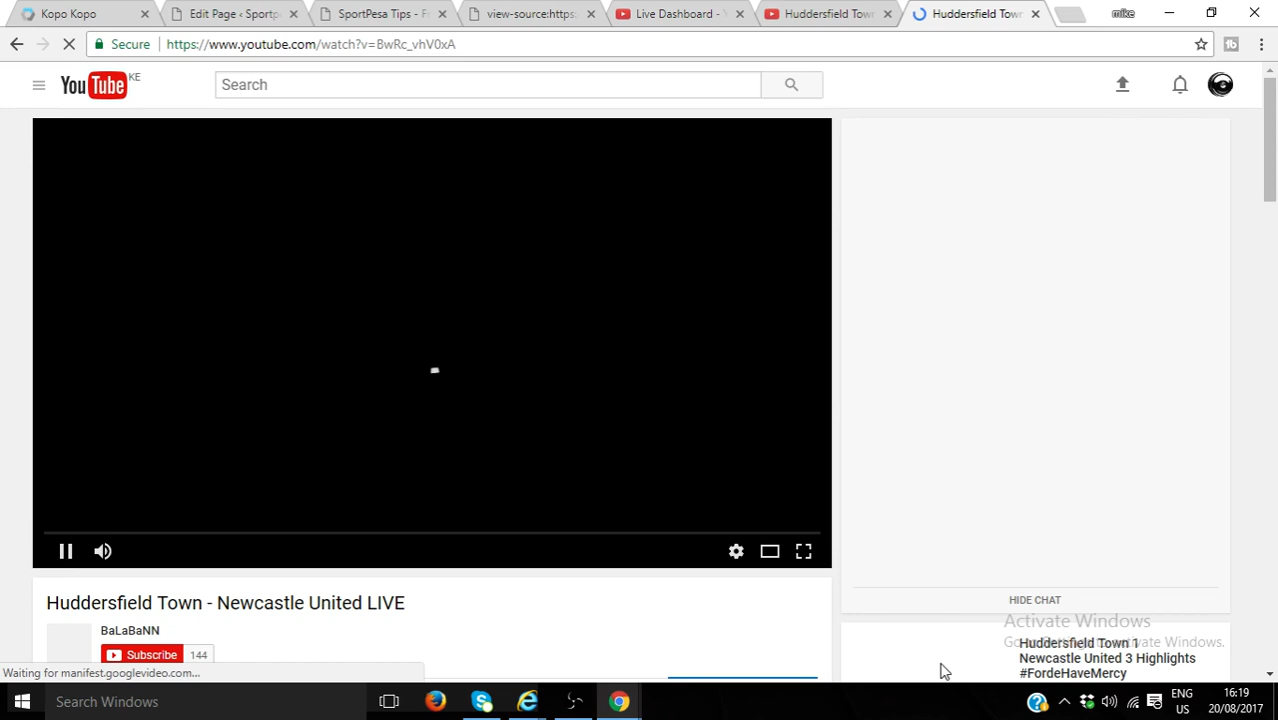 Kopo Kopo
Edit Page ‹ Sportp
SportPesa Tips - F
view-source:https:
Live Dashboard - Y
Huddersfield Town
Huddersfield Town
mike
Secure
https://www.youtube.com/watch?v=BwRc_vhV0xA
YouTube KE
Search
Huddersfield Town - Newcastle United LIVE
BaLaBaNN
Subscribe 144
HIDE CHAT
Activate Windows
Huddersfield Town 1
Newcastle United 3 Highlights
#FordeHaveMercy
Waiting for manifest.googlevideo.com...
Search Windows
ENG
US
16:19
20/08/2017